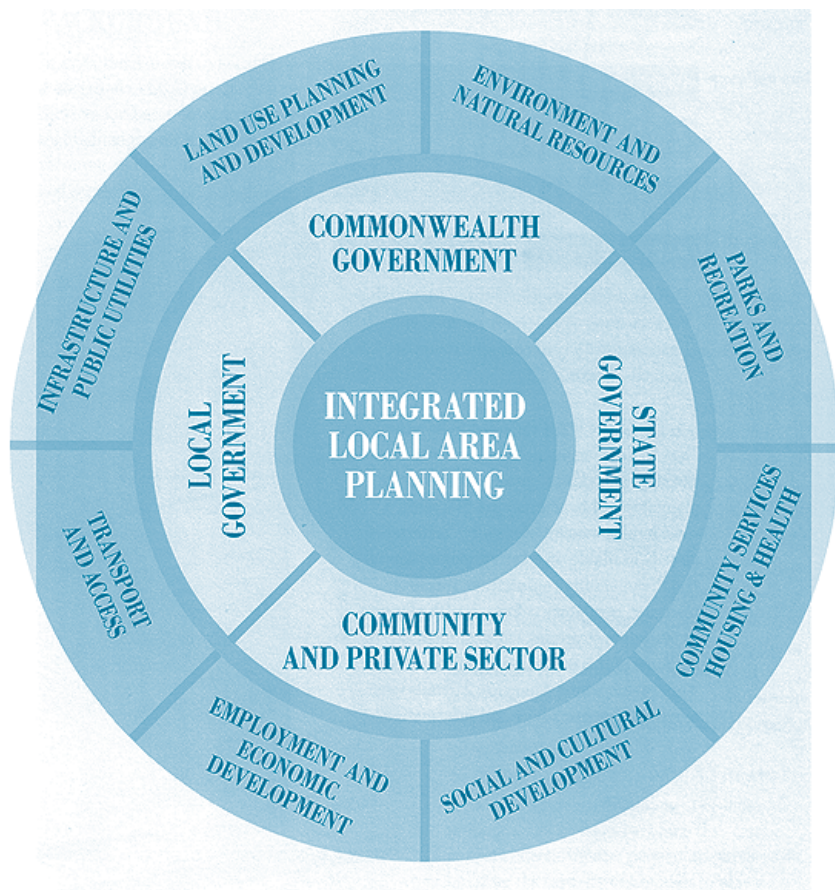 LAND USE PLANNING
AND DEVELOPMENT
ENVIRONMENT AND
NATURAL RESOURCES
PARKS AND
RECREATION
COMMUNITY SERVICES
HOUSING & HEALTH
SOCIAL AND CULTURAL
DEVELOPMENT
EMPLOYMENT AND
ECONOMIC
DEVELOPMENT
TRANSPORT
AND ACCESS
INFRASTRUCTURE AND
PUBLIC UTILITIES
COMMONWEALTH
GOVERNMENT
STATE
GOVERNMENT
COMMUNITY
AND PRIVATE SECTOR
LOCAL
GOVERNMENT
INTEGRATED
LOCAL AREA
PLANNING